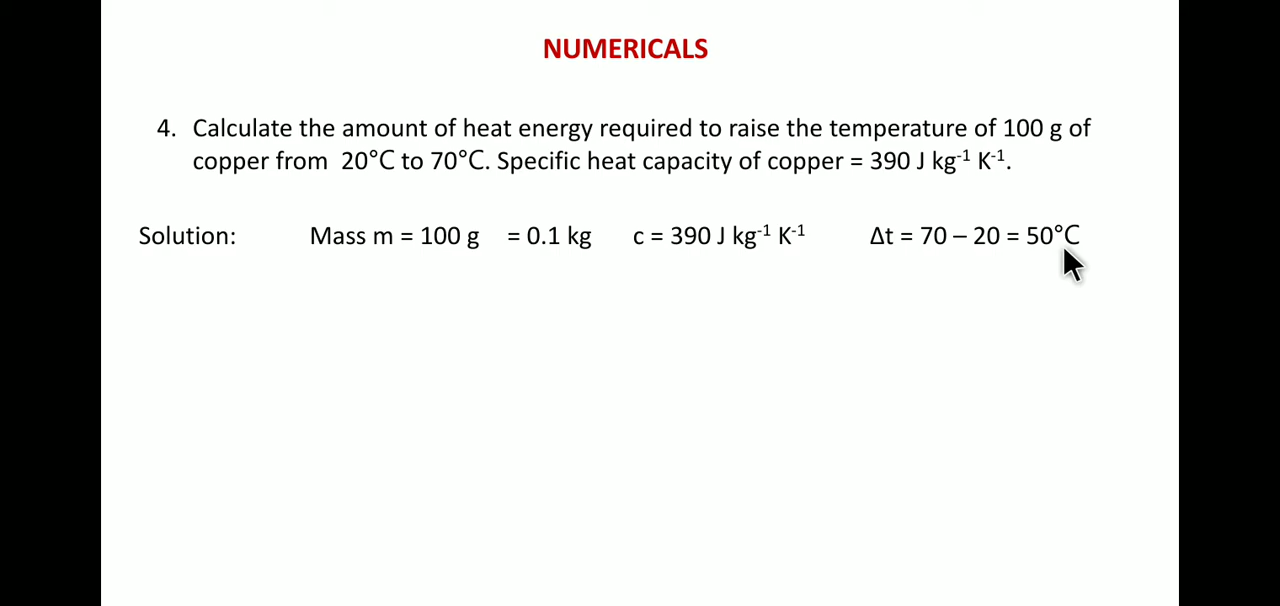 NUMERICALS
4. Calculate the amount of heat energy required to raise the temperature of 100 g of
copper from 20°C to 70°C. Specific heat capacity of copper = 390 J kg⁻¹ K⁻¹.
Solution: Mass m = 100 g = 0.1 kg c = 390 J kg⁻¹ K⁻¹ Δt = 70 – 20 = 50°C